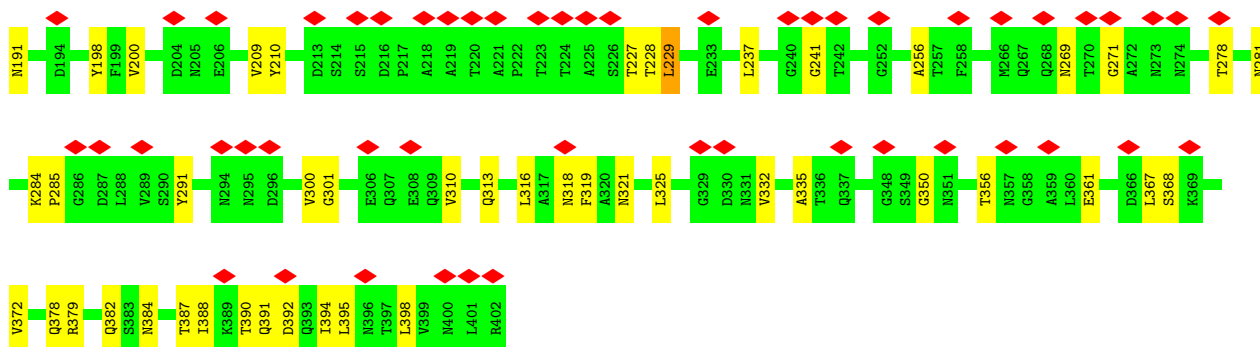 N191 D194 Y198 F199 V200 D204 N205 E206 V209 Y210 D213 S214 S215 D216 P217 A218 A219 T220 A221 P222 T223 T224 A225 S226 T227 T228 L229 E233 L237 G240 G241 T242 G252 A256 T257 F258 M266 Q267 Q268 N269 T270 G271 A272 N273 N274 T278 N281
K284 P285 G286 D287 L288 V289 S290 Y291 N294 N295 D296 V300 G301 E306 Q307 E308 Q309 V310 Q313 L316 A317 N318 F319 A320 N321 L325 G329 D330 N331 V332 A335 T336 Q337 G348 S349 G350 N351 T356 N357 G358 A359 L360 E361 D366 L367 S368 K369
V372 Q378 R379 Q382 S383 N384 T387 I388 K389 T390 Q391 D392 Q393 I394 L395 N396 T397 L398 V399 N400 L401 R402